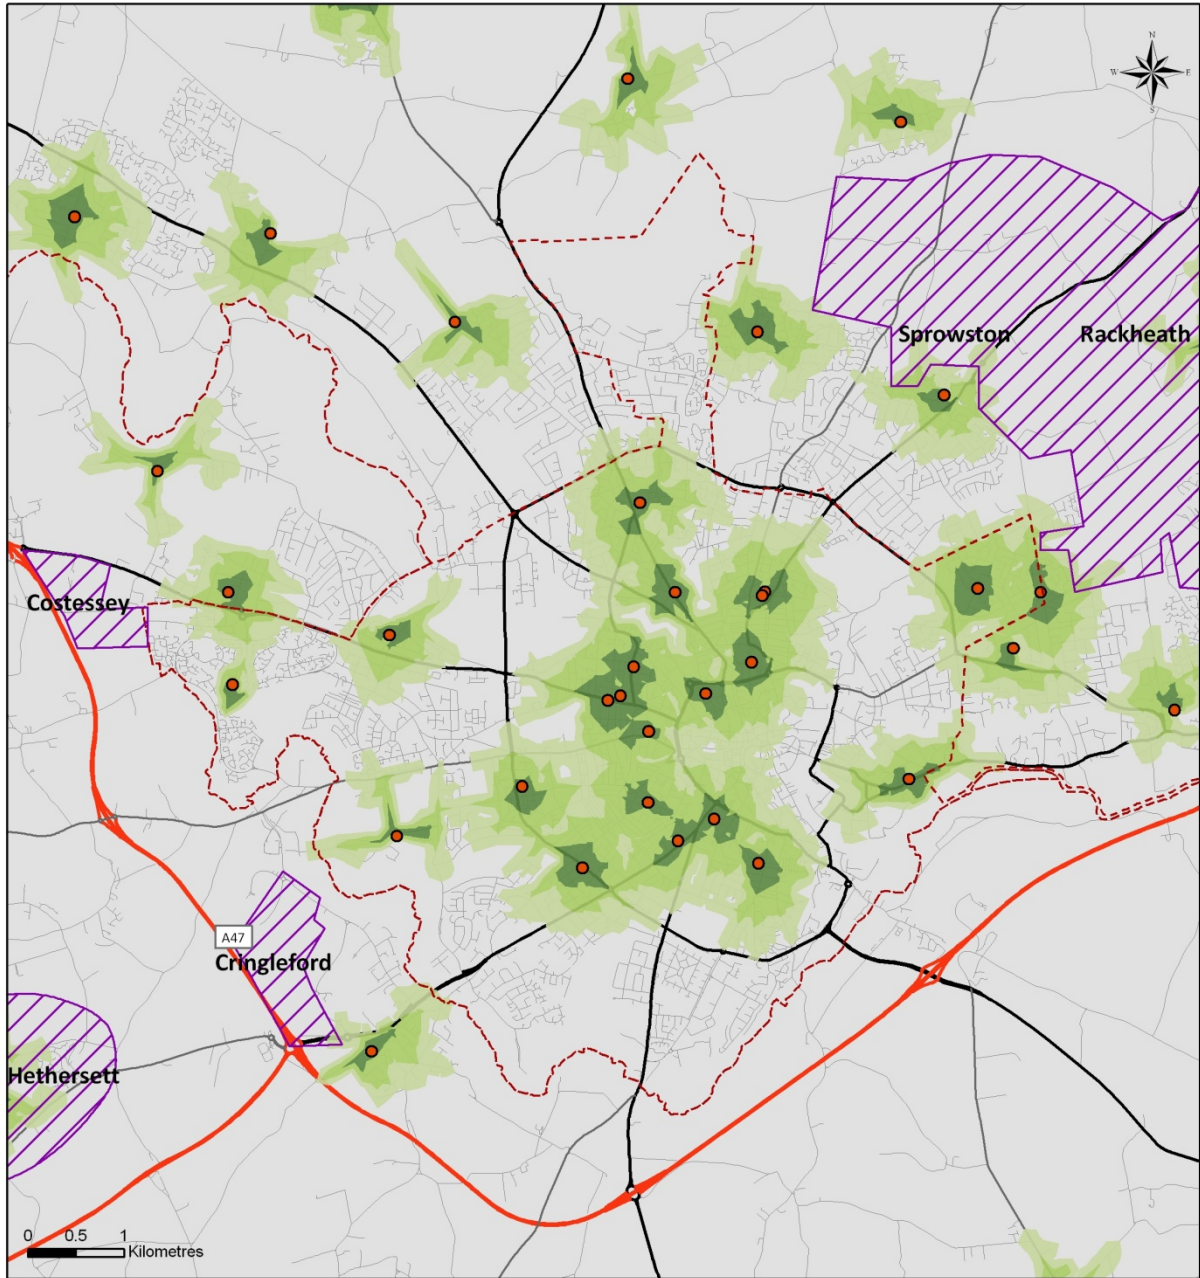 N
W E
S
Sprowston Rackheath
Costessey
A47
Cringleford
Hethersett
0 0.5 1
Kilometres